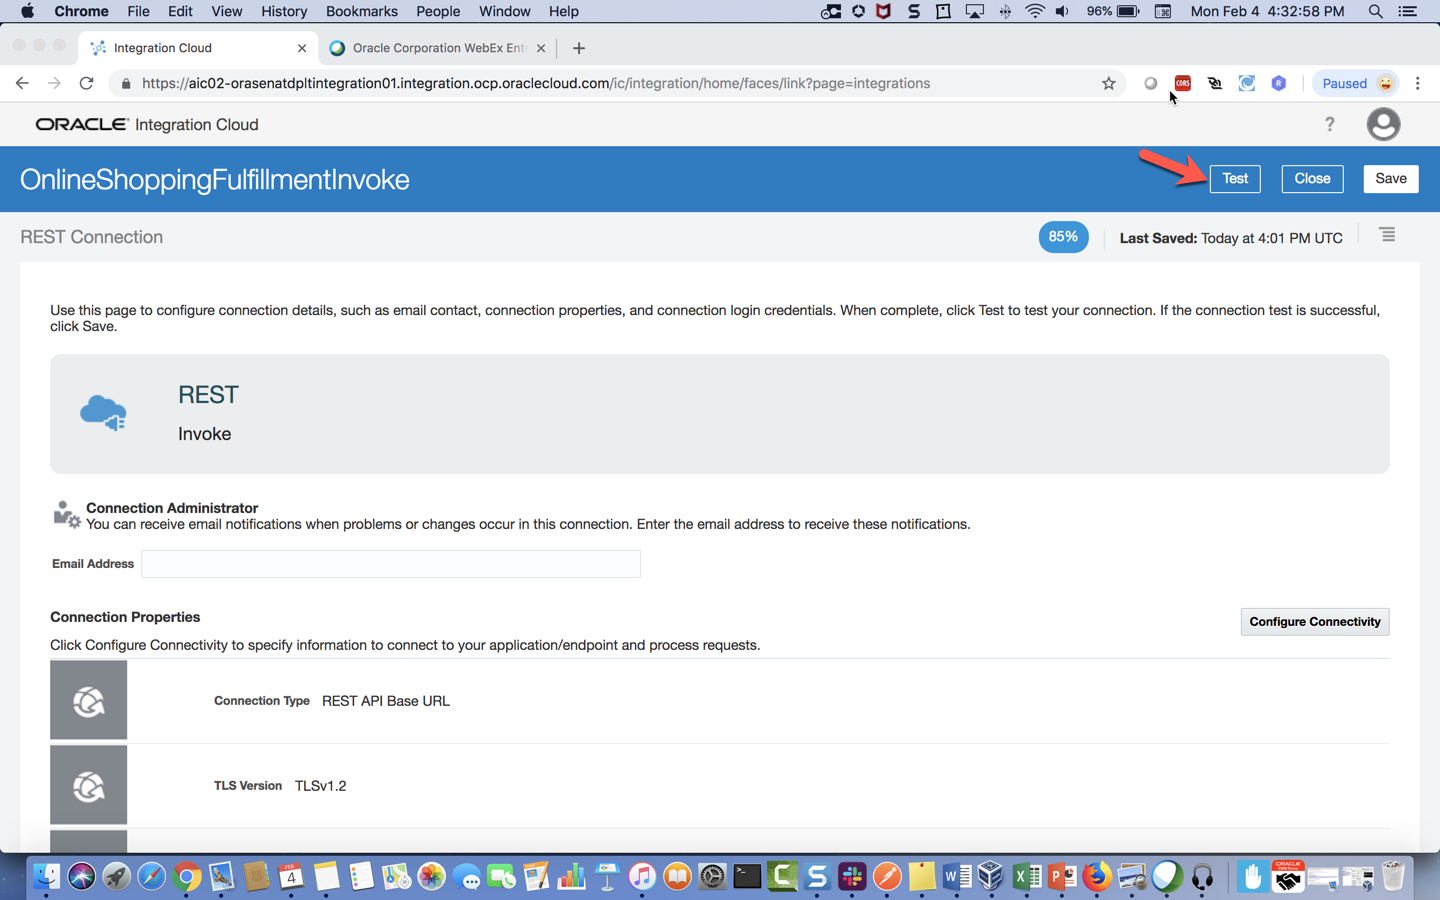 Chrome File Edit View History Bookmarks People Window Help 96% Mon Feb 4 4:32:58 PM
Integration Cloud Oracle Corporation WebEx Ent
https://aic02-orasenatdpltintegration01.integration.ocp.oraclecloud.com/ic/integration/home/faces/link?page=integrations CORS R Paused
ORACLE Integration Cloud ?
OnlineShoppingFulfillmentInvoke Test Close Save
REST Connection 85% Last Saved: Today at 4:01 PM UTC
Use this page to configure connection details, such as email contact, connection properties, and connection login credentials. When complete, click Test to test your connection. If the connection test is successful,
click Save.
REST
Invoke
Connection Administrator
You can receive email notifications when problems or changes occur in this connection. Enter the email address to receive these notifications.
Email Address
Connection Properties
Configure Connectivity
Click Configure Connectivity to specify information to connect to your application/endpoint and process requests.
Connection Type REST API Base URL
TLS Version TLSv1.2
FEB
4
ORACLE